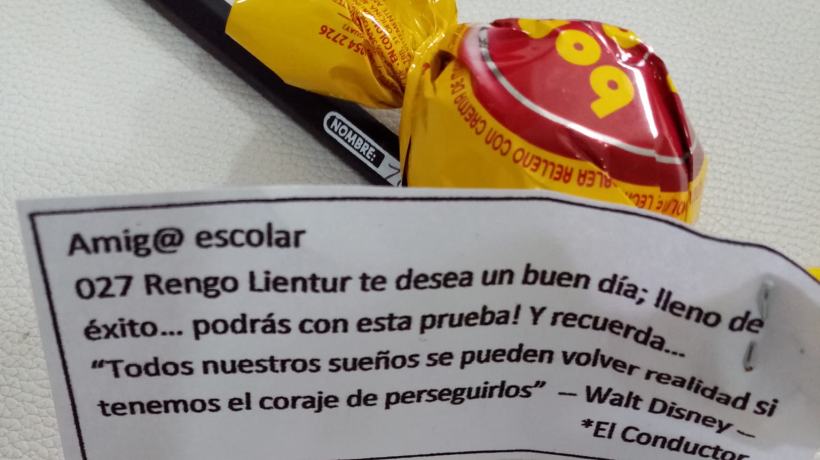 NOMBRE:
Amig@ escolar
027 Rengo Lientur te desea un buen día; lleno de
éxito... podrás con esta prueba! Y recuerda...
“Todos nuestros sueños se pueden volver realidad si
tenemos el coraje de perseguirlos” – Walt Disney –
*El Conductor